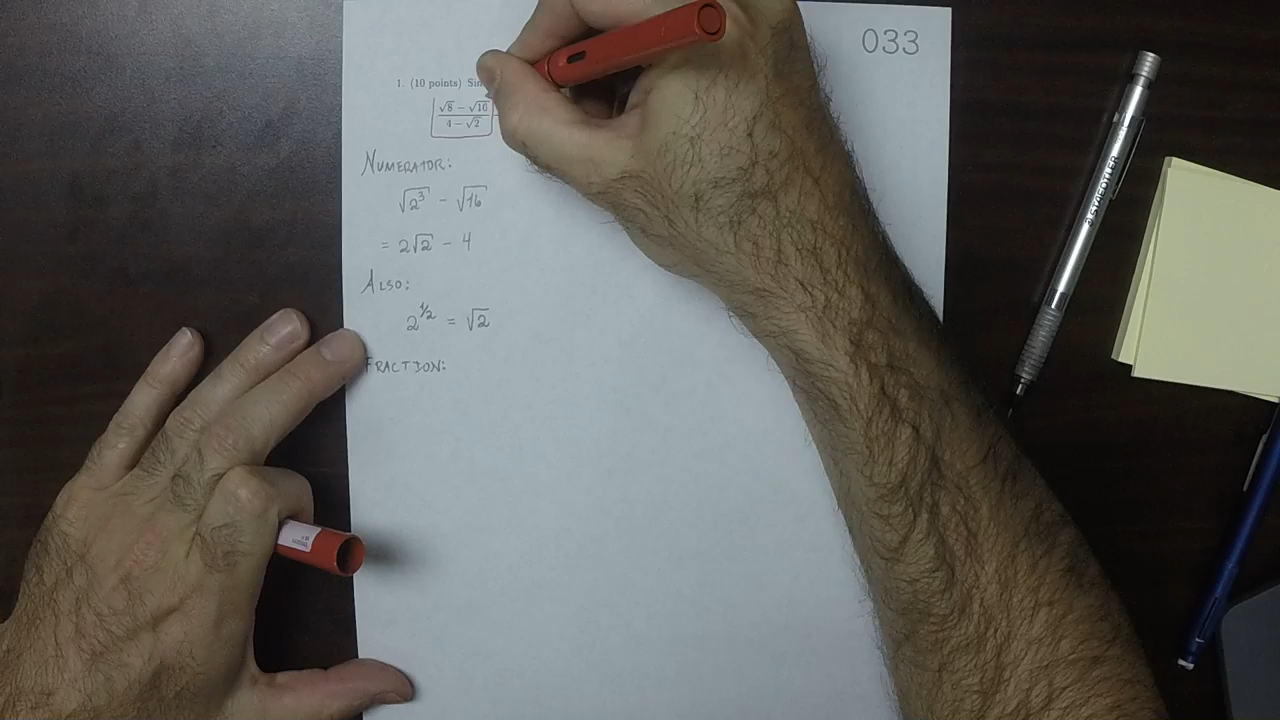 033
1. (10 points)
√8 − √16
4 − √2
NUMERATOR:
√2³ − √16
= 2√2 − 4
ALSO:
2^1/2 = √2
FRACTION:
STAEDTLER